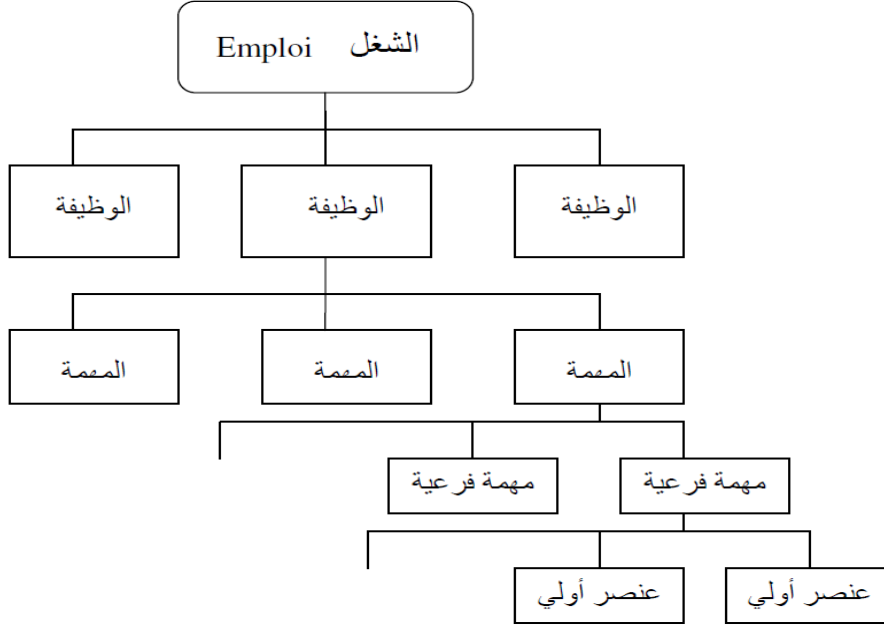 الشغل Emploi
الوظيفة
الوظيفة
الوظيفة
المهمة
المهمة
المهمة
مهمة فرعية
مهمة فرعية
عنصر أولي
عنصر أولي